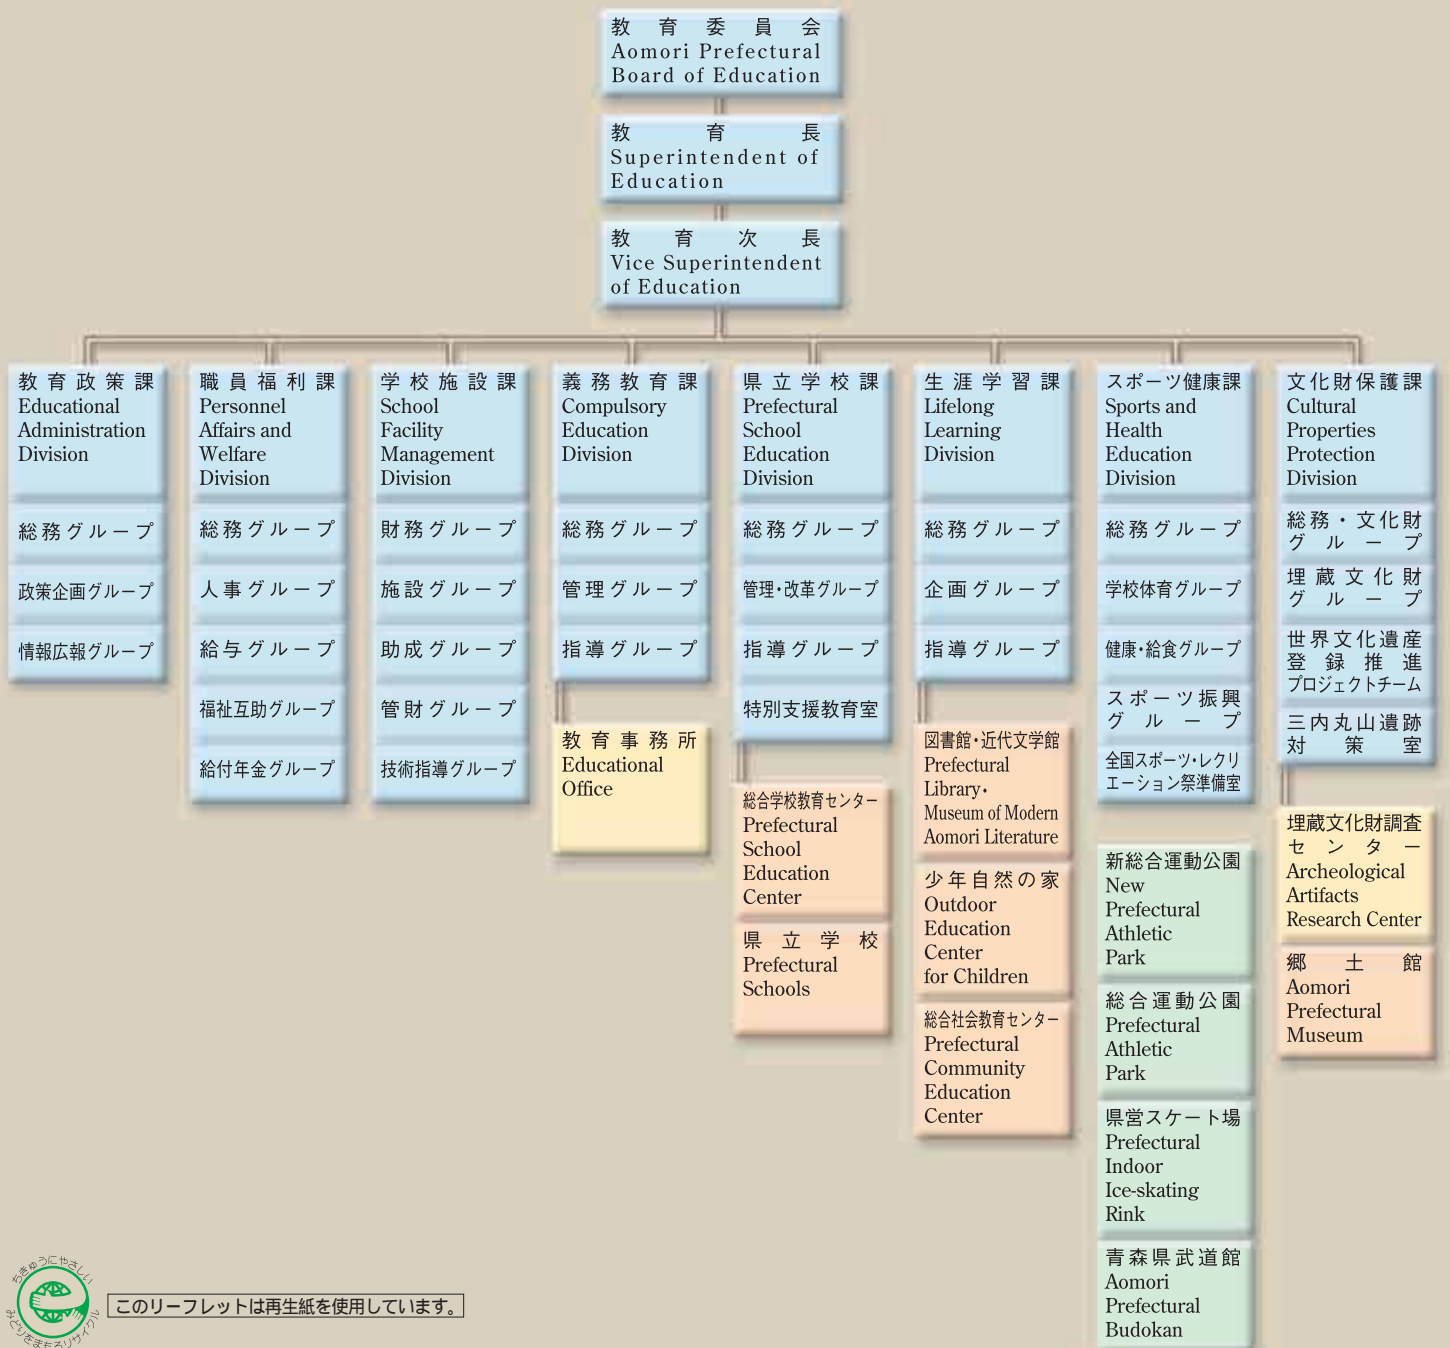 教育委員会
Aomori Prefectural
Board of Education
教育長
Superintendent of
Education
教育次長
Vice Superintendent
of Education
教育政策課
Educational
Administration
Division
総務グループ
政策企画グループ
情報広報グループ
職員福利課
Personnel
Affairs and
Welfare
Division
総務グループ
人事グループ
給与グループ
福祉互助グループ
給付年金グループ
学校施設課
School
Facility
Management
Division
財務グループ
施設グループ
助成グループ
管財グループ
技術指導グループ
義務教育課
Compulsory
Education
Division
総務グループ
管理グループ
指導グループ
教育事務所
Educational
Office
県立学校課
Prefectural
School
Education
Division
総務グループ
管理・改革グループ
指導グループ
特別支援教育室
総合学校教育センター
Prefectural
School
Education
Center
県立学校
Prefectural
Schools
生涯学習課
Lifelong
Learning
Division
総務グループ
企画グループ
指導グループ
図書館・近代文学館
Prefectural
Library・
Museum of Modern
Aomori Literature
少年自然の家
Outdoor
Education
Center
for Children
総合社会教育センター
Prefectural
Community
Education
Center
スポーツ健康課
Sports and
Health
Education
Division
総務グループ
学校体育グループ
健康・給食グループ
スポーツ振興
グループ
全国スポーツ・レクリ
エーション祭準備室
新総合運動公園
New
Prefectural
Athletic
Park
総合運動公園
Prefectural
Athletic
Park
県営スケート場
Prefectural
Indoor
Ice-skating
Rink
青森県武道館
Aomori
Prefectural
Budokan
文化財保護課
Cultural
Properties
Protection
Division
総務・文化財
グループ
埋蔵文化財
グループ
世界文化遺産
登録推進
プロジェクトチーム
三内丸山遺跡
対策室
埋蔵文化財調査
センター
Archeological
Artifacts
Research Center
郷土館
Aomori
Prefectural
Museum
ちきゅうにやさしい
みどりをまもるリサイクル
このリーフレットは再生紙を使用しています。